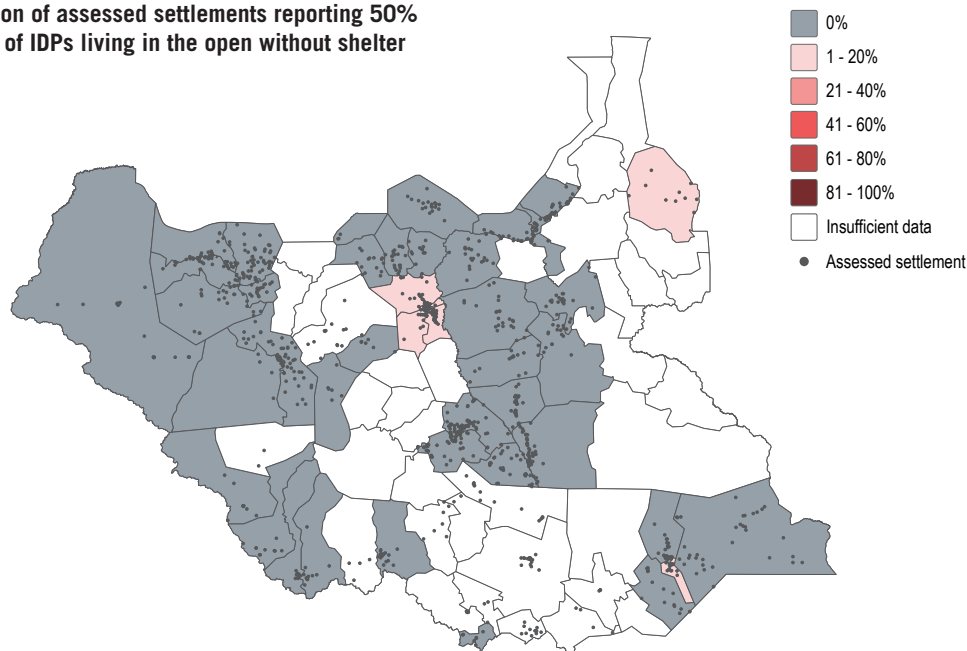 on of assessed settlements reporting 50%
of IDPs living in the open without shelter
0%
1 - 20%
21 - 40%
41 - 60%
61 - 80%
81 - 100%
Insufficient data
Assessed settlement